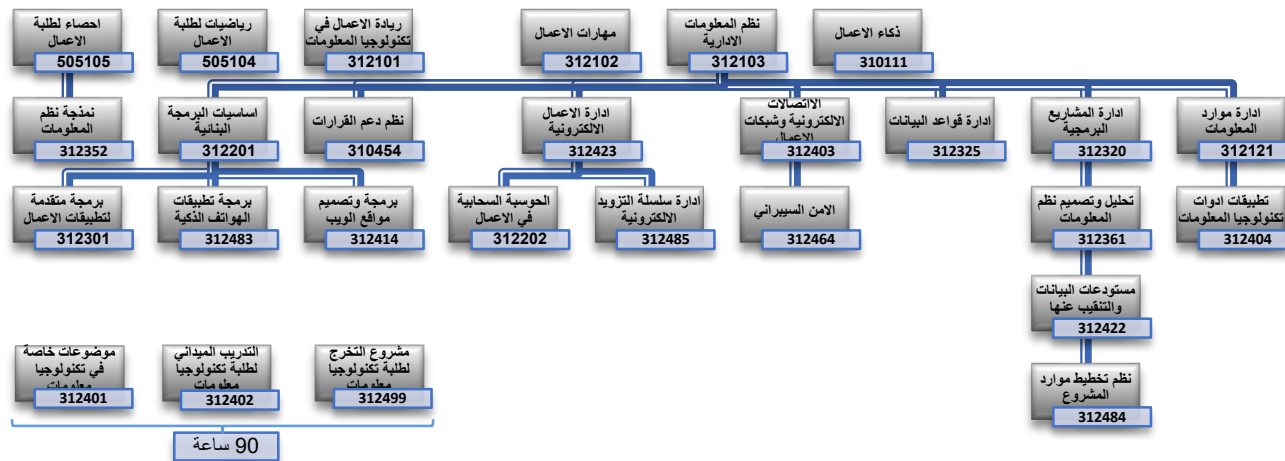 ذكاء الاعمال
310111
نظم المعلومات
الادارية
312103
مهارات الاعمال
312102
ريادة الاعمال في
تكنولوجيا المعلومات
312101
رياضيات لطلبة
الاعمال
505104
احصاء لطلبة
الاعمال
505105
ادارة موارد
المعلومات
312121
ادارة المشاريع
البرمجية
312320
ادارة قواعد البيانات
312325
الااتصالات
الالكترونية وشبكات
الاعمال
312403
ادارة الاعمال
الالكترونية
312423
نظم دعم القرارات
310454
اساسيات البرمجة
البنائية
312201
نمذجة نظم
المعلومات
312352
تطبيقات ادوات
تكنولوجيا المعلومات
312404
تحليل وتصميم نظم
المعلومات
312361
الامن السيبراني
312464
ادارة سلسلة التزويد
الالكترونية
312485
الحوسبة السحابية
في الاعمال
312202
برمجة وتصميم
مواقع الويب
312414
برمجة تطبيقات
الهواتف الذكية
312483
برمجة متقدمة
لتطبيقات الاعمال
312301
مستودعات البيانات
والتنقيب عنها
312422
نظم تخطيط موارد
المشروع
312484
مشروع التخرج
لطلبة تكنولوجيا
معلومات
312499
التدريب الميداني
لطلبة تكنولوجيا
معلومات
312402
موضوعات خاصة
في تكنولوجيا
معلومات
312401
90 ساعة